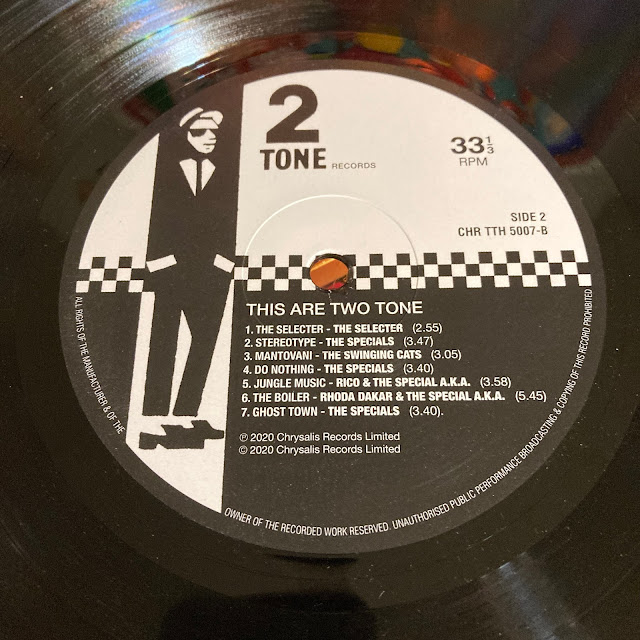 2
TONE RECORDS
33⅓
RPM
SIDE 2
CHR TTH 5007-B
THIS ARE TWO TONE
1. THE SELECTER - THE SELECTER (2.55)
2. STEREOTYPE - THE SPECIALS (3.47)
3. MANTOVANI - THE SWINGING CATS (3.05)
4. DO NOTHING - THE SPECIALS (3.40)
5. JUNGLE MUSIC - RICO & THE SPECIAL A.K.A. (3.58)
6. THE BOILER - RHODA DAKAR & THE SPECIAL A.K.A. (5.45)
7. GHOST TOWN - THE SPECIALS (3.40).
℗ 2020 Chrysalis Records Limited
© 2020 Chrysalis Records Limited
ALL RIGHTS OF THE MANUFACTURER & OF THE OWNER OF THE RECORDED WORK RESERVED. UNAUTHORISED PUBLIC PERFORMANCE BROADCASTING & COPYING OF THIS RECORD PROHIBITED